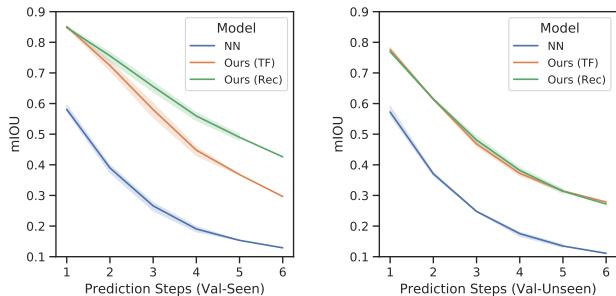 0.9
0.8
0.7
0.6
0.5
0.4
0.3
0.2
0.1
mIOU
Model
NN
Ours (TF)
Ours (Rec)
1 2 3 4 5 6
Prediction Steps (Val-Seen)
0.9
0.8
0.7
0.6
0.5
0.4
0.3
0.2
0.1
mIOU
Model
NN
Ours (TF)
Ours (Rec)
1 2 3 4 5 6
Prediction Steps (Val-Unseen)